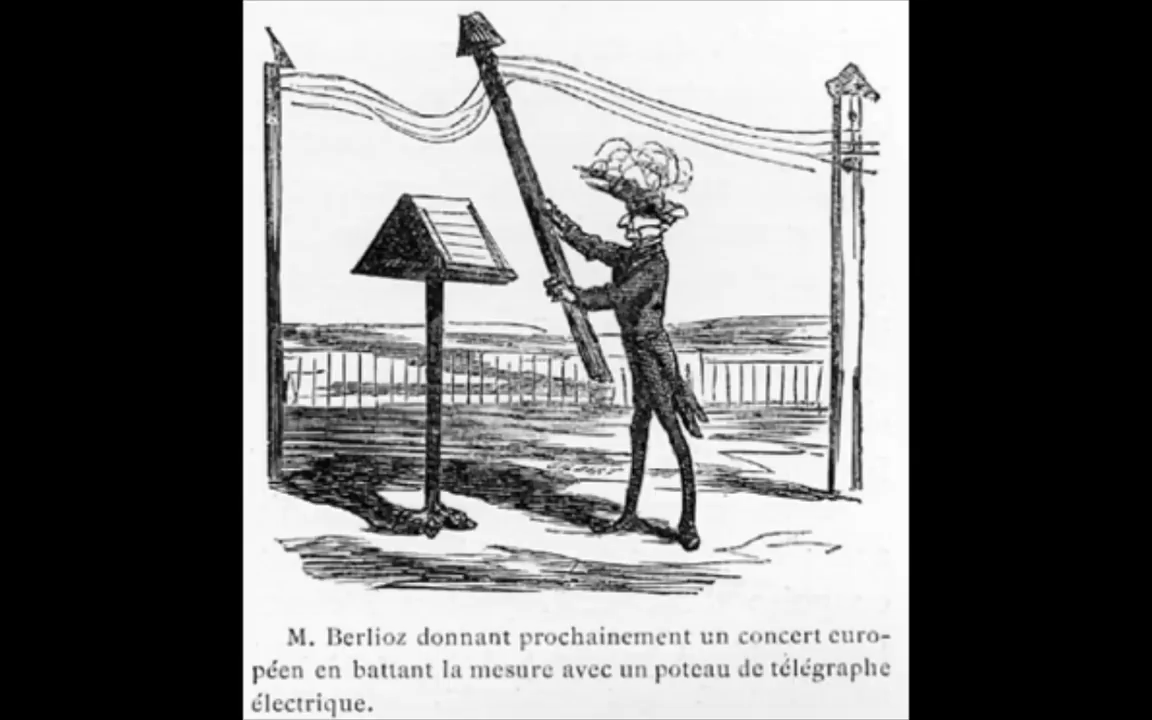 M. Berlioz donnant prochainement un concert euro-
péen en battant la mesure avec un poteau de télégraphe
électrique.